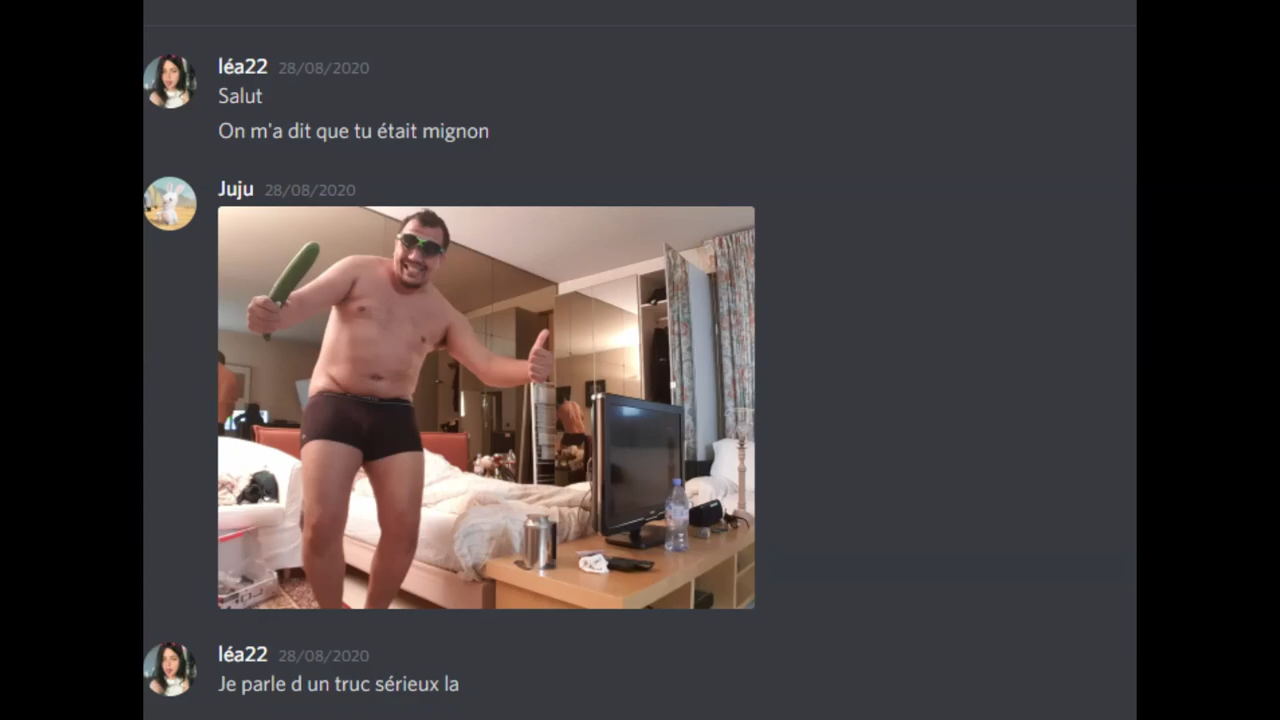 léa22 28/08/2020
Salut
On m'a dit que tu était mignon
Juju 28/08/2020
léa22 28/08/2020
Je parle d un truc sérieux la